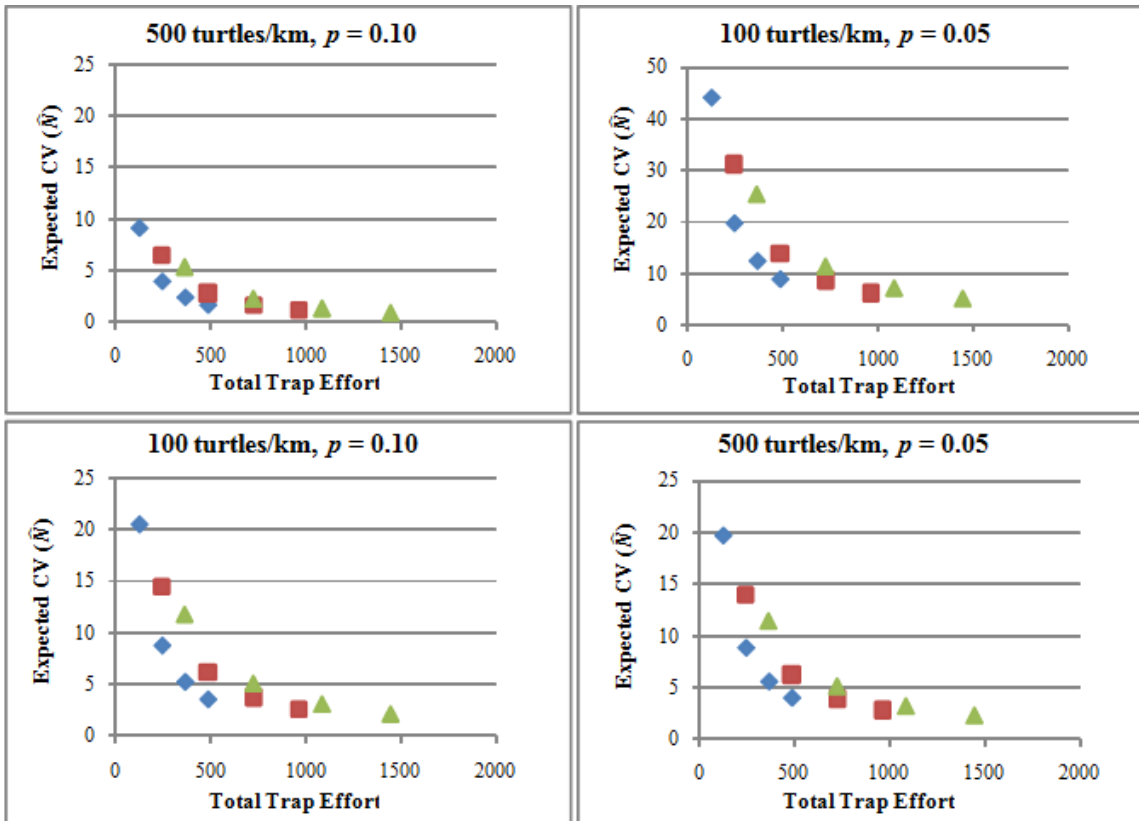 500 turtles/km, p = 0.10
25
20
15
10
5
0
Expected CV (N̂)
0 500 1000 1500 2000
Total Trap Effort
100 turtles/km, p = 0.05
50
40
30
20
10
0
Expected CV (N̂)
0 500 1000 1500 2000
Total Trap Effort
100 turtles/km, p = 0.10
25
20
15
10
5
0
Expected CV (N̂)
0 500 1000 1500 2000
Total Trap Effort
500 turtles/km, p = 0.05
25
20
15
10
5
0
Expected CV (N̂)
0 500 1000 1500 2000
Total Trap Effort